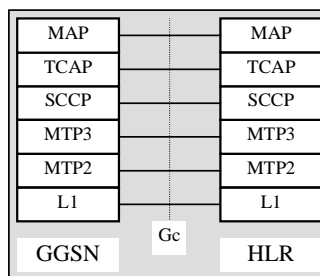 MAP MAP
TCAP TCAP
SCCP SCCP
MTP3 MTP3
MTP2 MTP2
L1 L1
Gc
GGSN HLR